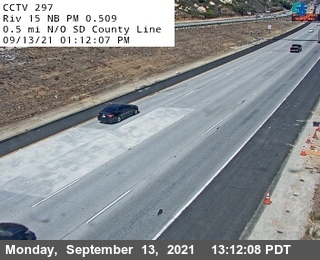 CCTV 297
Riv 15 NB PM 0.509
0.5 mi N/O SD County Line
09/13/21 01:12:07 PM
Monday, September 13, 2021 13:12:08 PDT